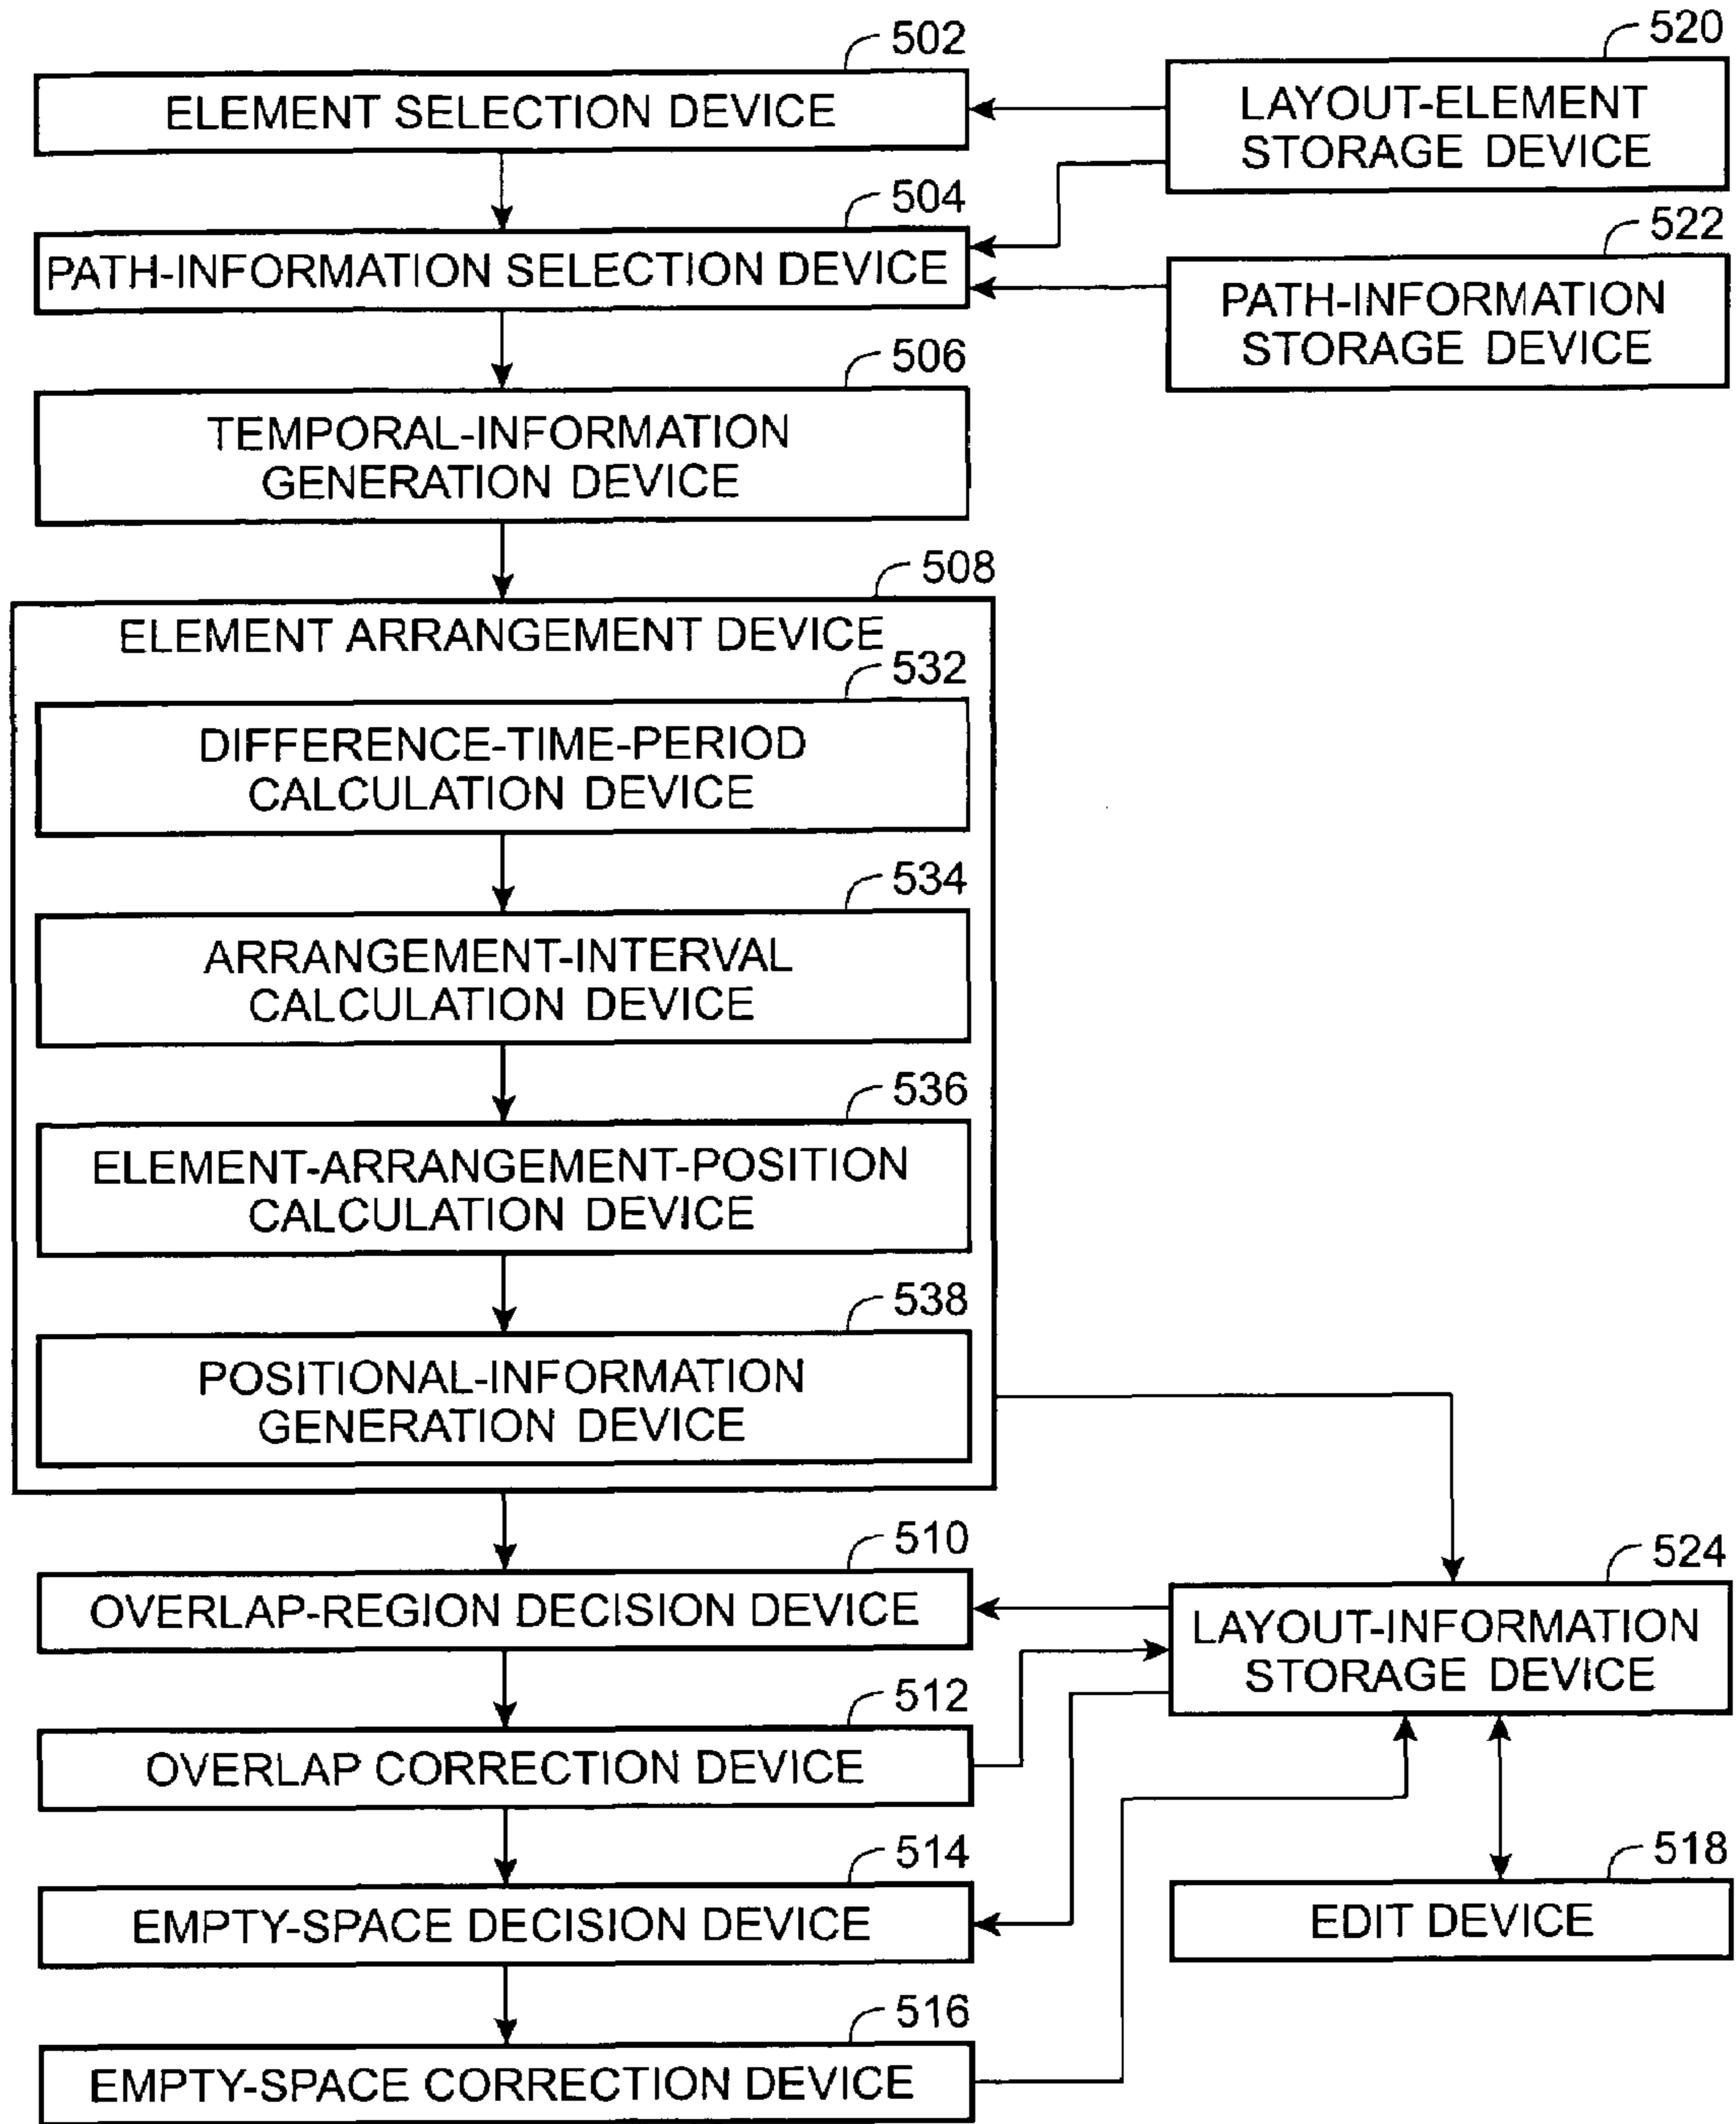 502
ELEMENT SELECTION DEVICE
520
LAYOUT-ELEMENT
STORAGE DEVICE
504
PATH-INFORMATION SELECTION DEVICE
522
PATH-INFORMATION
STORAGE DEVICE
506
TEMPORAL-INFORMATION
GENERATION DEVICE
508
ELEMENT ARRANGEMENT DEVICE
532
DIFFERENCE-TIME-PERIOD
CALCULATION DEVICE
534
ARRANGEMENT-INTERVAL
CALCULATION DEVICE
536
ELEMENT-ARRANGEMENT-POSITION
CALCULATION DEVICE
538
POSITIONAL-INFORMATION
GENERATION DEVICE
510
OVERLAP-REGION DECISION DEVICE
524
LAYOUT-INFORMATION
STORAGE DEVICE
512
OVERLAP CORRECTION DEVICE
514
EMPTY-SPACE DECISION DEVICE
518
EDIT DEVICE
516
EMPTY-SPACE CORRECTION DEVICE